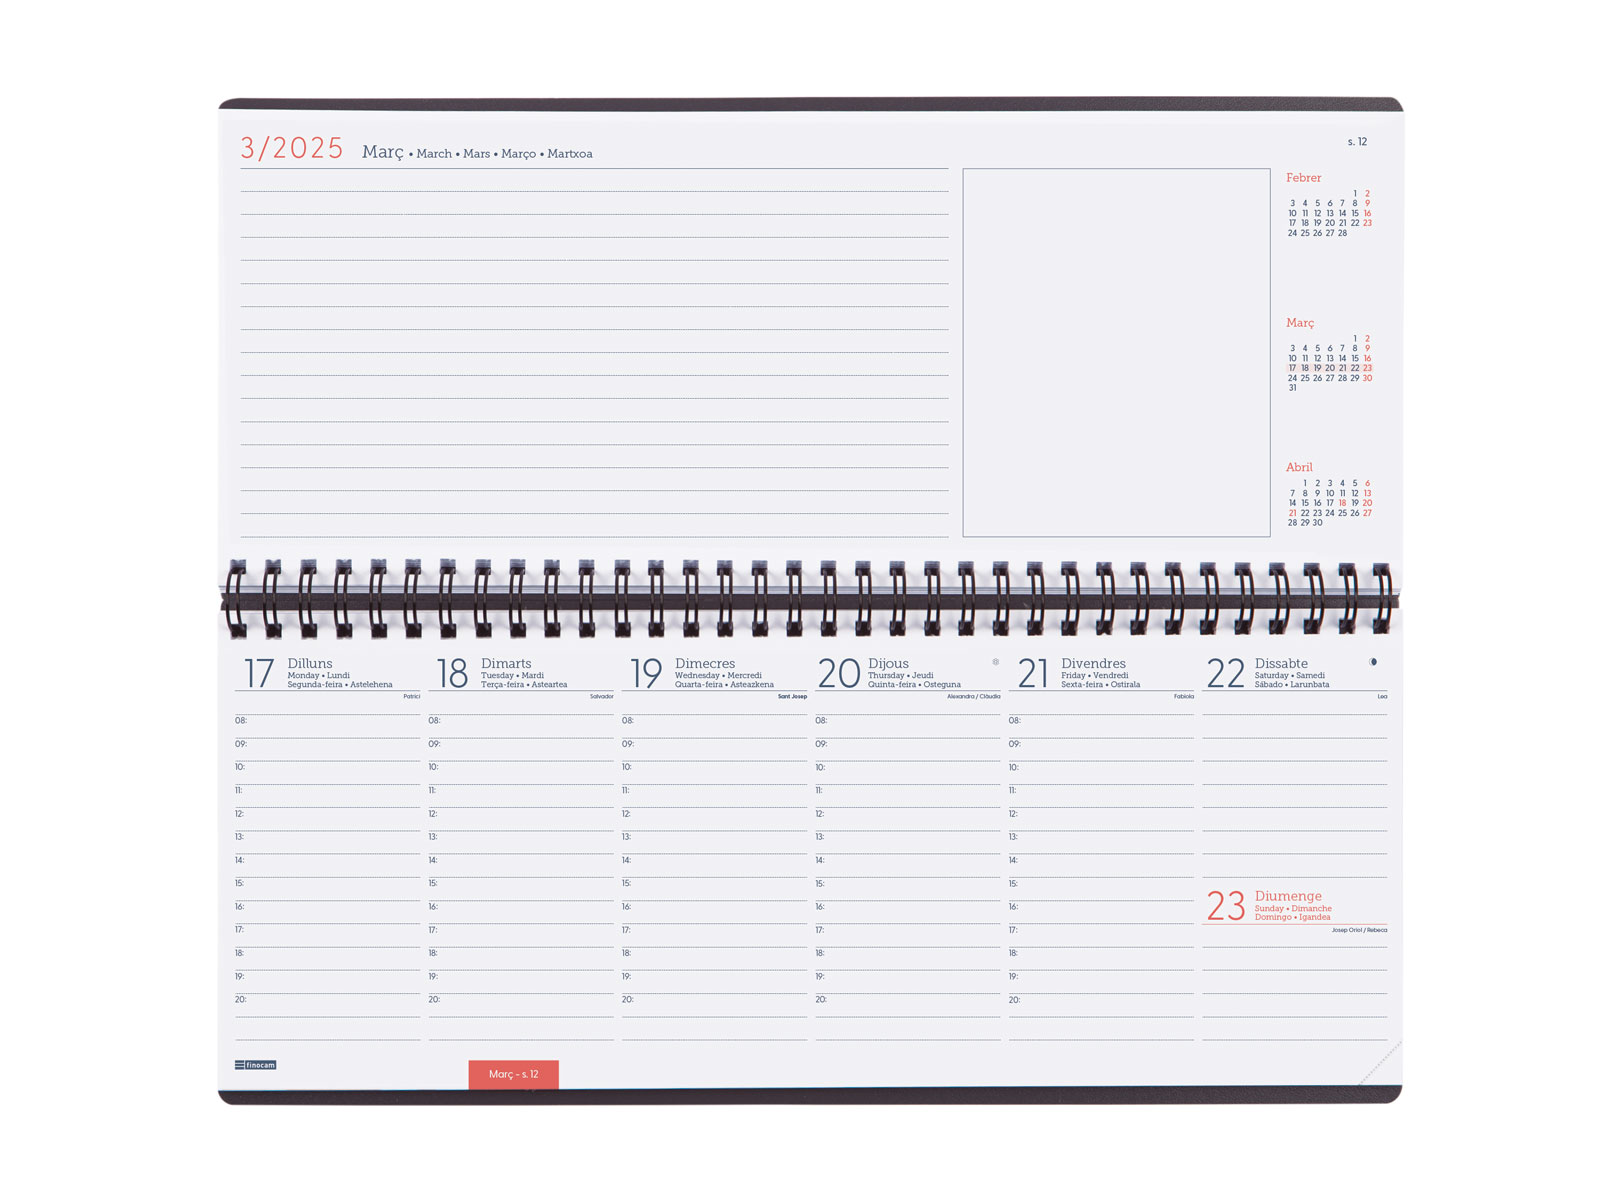 3/2025 Març • March • Mars • Março • Martxoa
s. 12
Febrer
1 2
3 4 5 6 7 8 9
10 11 12 13 14 15 16
17 18 19 20 21 22 23
24 25 26 27 28
Març
1 2
3 4 5 6 7 8 9
10 11 12 13 14 15 16
17 18 19 20 21 22 23
24 25 26 27 28 29 30
31
Abril
1 2 3 4 5 6
7 8 9 10 11 12 13
14 15 16 17 18 19 20
21 22 23 24 25 26 27
28 29 30
17 Dilluns
Monday • Lundi
Segunda-feira • Astelehena
Patrici
08:
09:
10:
11:
12:
13:
14:
15:
16:
17:
18:
19:
20:
18 Dimarts
Tuesday • Mardi
Terça-feira • Asteartea
Salvador
08:
09:
10:
11:
12:
13:
14:
15:
16:
17:
18:
19:
20:
19 Dimecres
Wednesday • Mercredi
Quarta-feira • Asteazkena
Sant Josep
08:
09:
10:
11:
12:
13:
14:
15:
16:
17:
18:
19:
20:
20 Dijous
Thursday • Jeudi
Quinta-feira • Osteguna
Alexandra / Clàudia
08:
09:
10:
11:
12:
13:
14:
15:
16:
17:
18:
19:
20:
21 Divendres
Friday • Vendredi
Sexta-feira • Ostirala
Fabiola
08:
09:
10:
11:
12:
13:
14:
15:
16:
17:
18:
19:
20:
22 Dissabte
Saturday • Samedi
Sábado • Larunbata
Lea
23 Diumenge
Sunday • Dimanche
Domingo • Igandea
Josep Oriol / Rebeca
finocam
Març - s. 12